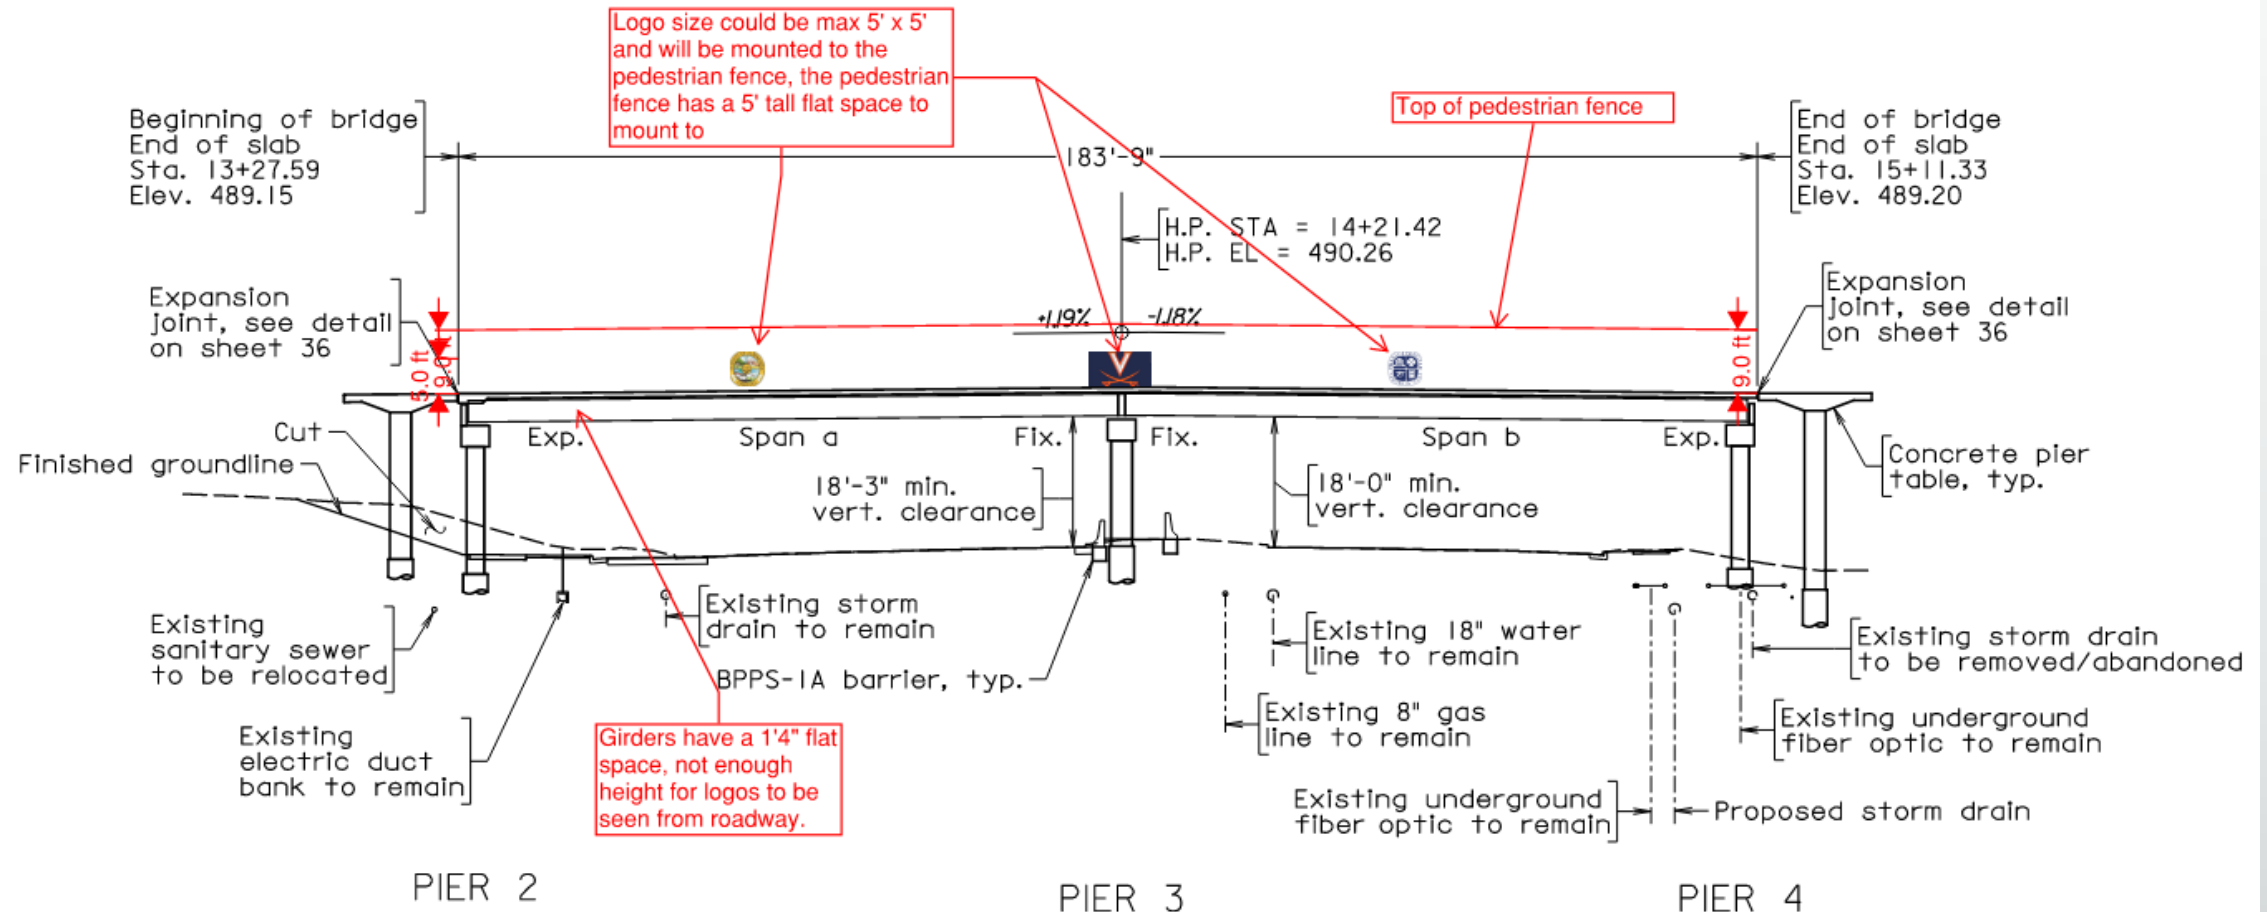 Logo size could be max 5' x 5'
and will be mounted to the
pedestrian fence, the pedestrian
fence has a 5' tall flat space to
mount to
Top of pedestrian fence
Beginning of bridge
End of slab
Sta. 13+27.59
Elev. 489.15
183'-9"
End of bridge
End of slab
Sta. 15+11.33
Elev. 489.20
H.P. STA = 14+21.42
H.P. EL = 490.26
Expansion
joint, see detail
on sheet 36
+1.19%
-1.18%
Expansion
joint, see detail
on sheet 36
5.0 ft
9.0 ft
9.0 ft
Cut
Finished groundline
Exp.
Span a
Fix.
Fix.
Span b
Exp.
18'-3" min.
vert. clearance
18'-0" min.
vert. clearance
Concrete pier
table, typ.
Existing
sanitary sewer
to be relocated
Existing storm
drain to remain
BPPS-1A barrier, typ.
Existing 18" water
line to remain
Existing storm drain
to be removed/abandoned
Existing
electric duct
bank to remain
Girders have a 1'4" flat
space, not enough
height for logos to be
seen from roadway.
Existing 8" gas
line to remain
Existing underground
fiber optic to remain
Existing underground
fiber optic to remain
Proposed storm drain
PIER 2
PIER 3
PIER 4